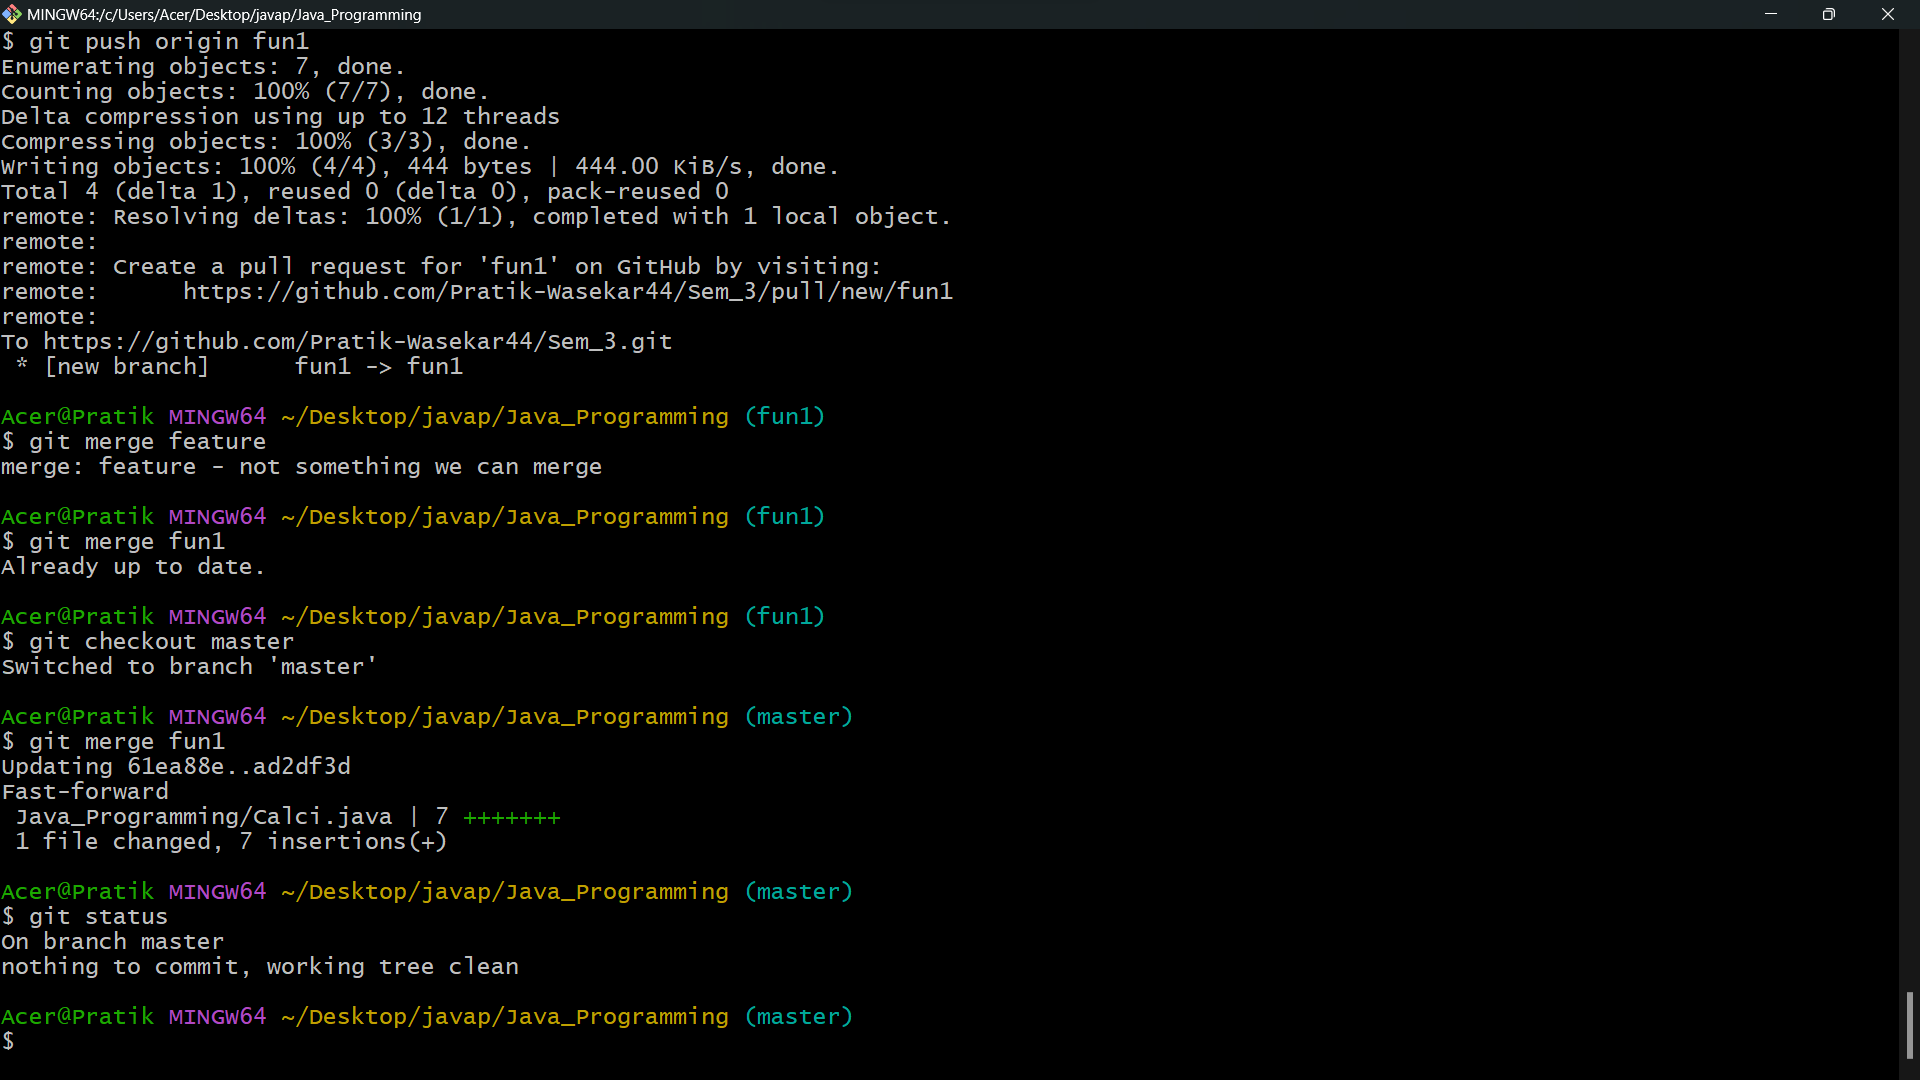 MINGW64:/c/Users/Acer/Desktop/javap/Java_Programming
$ git push origin fun1
Enumerating objects: 7, done.
Counting objects: 100% (7/7), done.
Delta compression using up to 12 threads
Compressing objects: 100% (3/3), done.
Writing objects: 100% (4/4), 444 bytes | 444.00 KiB/s, done.
Total 4 (delta 1), reused 0 (delta 0), pack-reused 0
remote: Resolving deltas: 100% (1/1), completed with 1 local object.
remote:
remote: Create a pull request for 'fun1' on GitHub by visiting:
remote:      https://github.com/Pratik-Wasekar44/Sem_3/pull/new/fun1
remote:
To https://github.com/Pratik-Wasekar44/Sem_3.git
 * [new branch]      fun1 -> fun1
Acer@Pratik MINGW64 ~/Desktop/javap/Java_Programming (fun1)
$ git merge feature
merge: feature - not something we can merge
Acer@Pratik MINGW64 ~/Desktop/javap/Java_Programming (fun1)
$ git merge fun1
Already up to date.
Acer@Pratik MINGW64 ~/Desktop/javap/Java_Programming (fun1)
$ git checkout master
Switched to branch 'master'
Acer@Pratik MINGW64 ~/Desktop/javap/Java_Programming (master)
$ git merge fun1
Updating 61ea88e..ad2df3d
Fast-forward
 Java_Programming/Calci.java | 7 +++++++
 1 file changed, 7 insertions(+)
Acer@Pratik MINGW64 ~/Desktop/javap/Java_Programming (master)
$ git status
On branch master
nothing to commit, working tree clean
Acer@Pratik MINGW64 ~/Desktop/javap/Java_Programming (master)
$